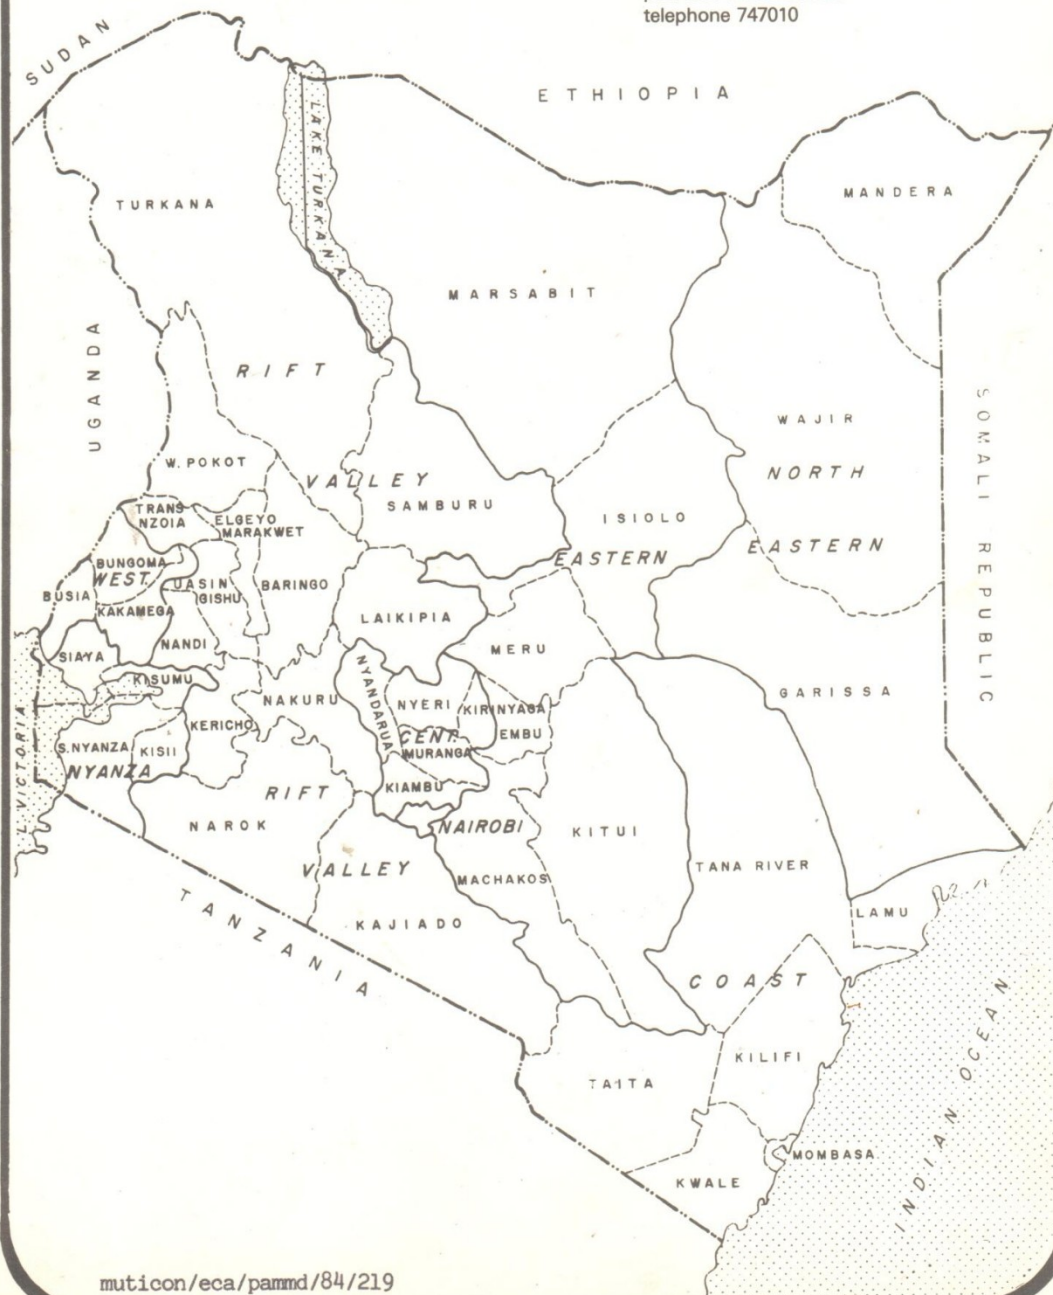 telephone 747010
SUDAN
ETHIOPIA
LAKE TURKANA
MANDERA
TURKANA
MARSABIT
UGANDA
RIFT
WAJIR
SOMALI REPUBLIC
W. POKOT
VALLEY
NORTH
SAMBURU
TRANS
NZOIA
ELGEYO
MARAKWET
ISIOLO
EASTERN
EASTERN
BUNGOMA
WEST.
UASIN
GISHU
BARINGO
BUSIA
KAKAMEGA
LAIKIPIA
NANDI
MERU
SIAYA
KISUMU
NYANDARUA
NAKURU
NYERI
KIRINYAGA
GARISSA
KERICHO
EMBU
CENT.
S. NYANZA
KISII
MURANGA
NYANZA
L. VICTORIA
KIAMBU
RIFT
NAROK
NAIROBI
KITUI
VALLEY
MACHAKOS
TANA RIVER
TANZANIA
KAJIADO
LAMU
COAST
KILIFI
TAITA
INDIAN OCEAN
MOMBASA
KWALE
muticon/eca/pammd/84/219